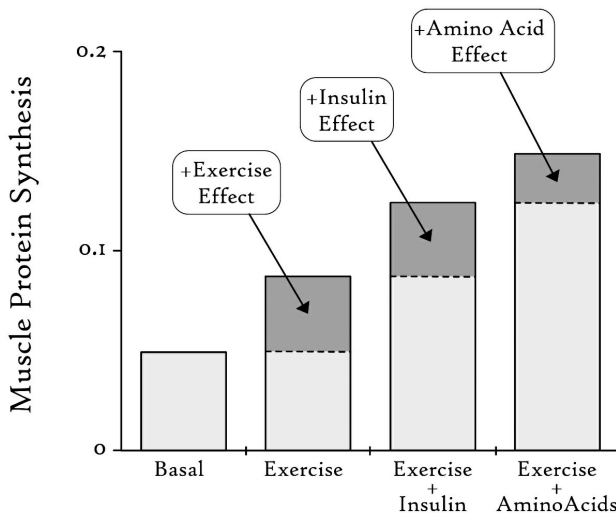 Muscle Protein Synthesis
0.2
0.1
0
+Exercise
Effect
+Insulin
Effect
+Amino Acid
Effect
Basal
Exercise
Exercise
+
Insulin
Exercise
+
AminoAcids